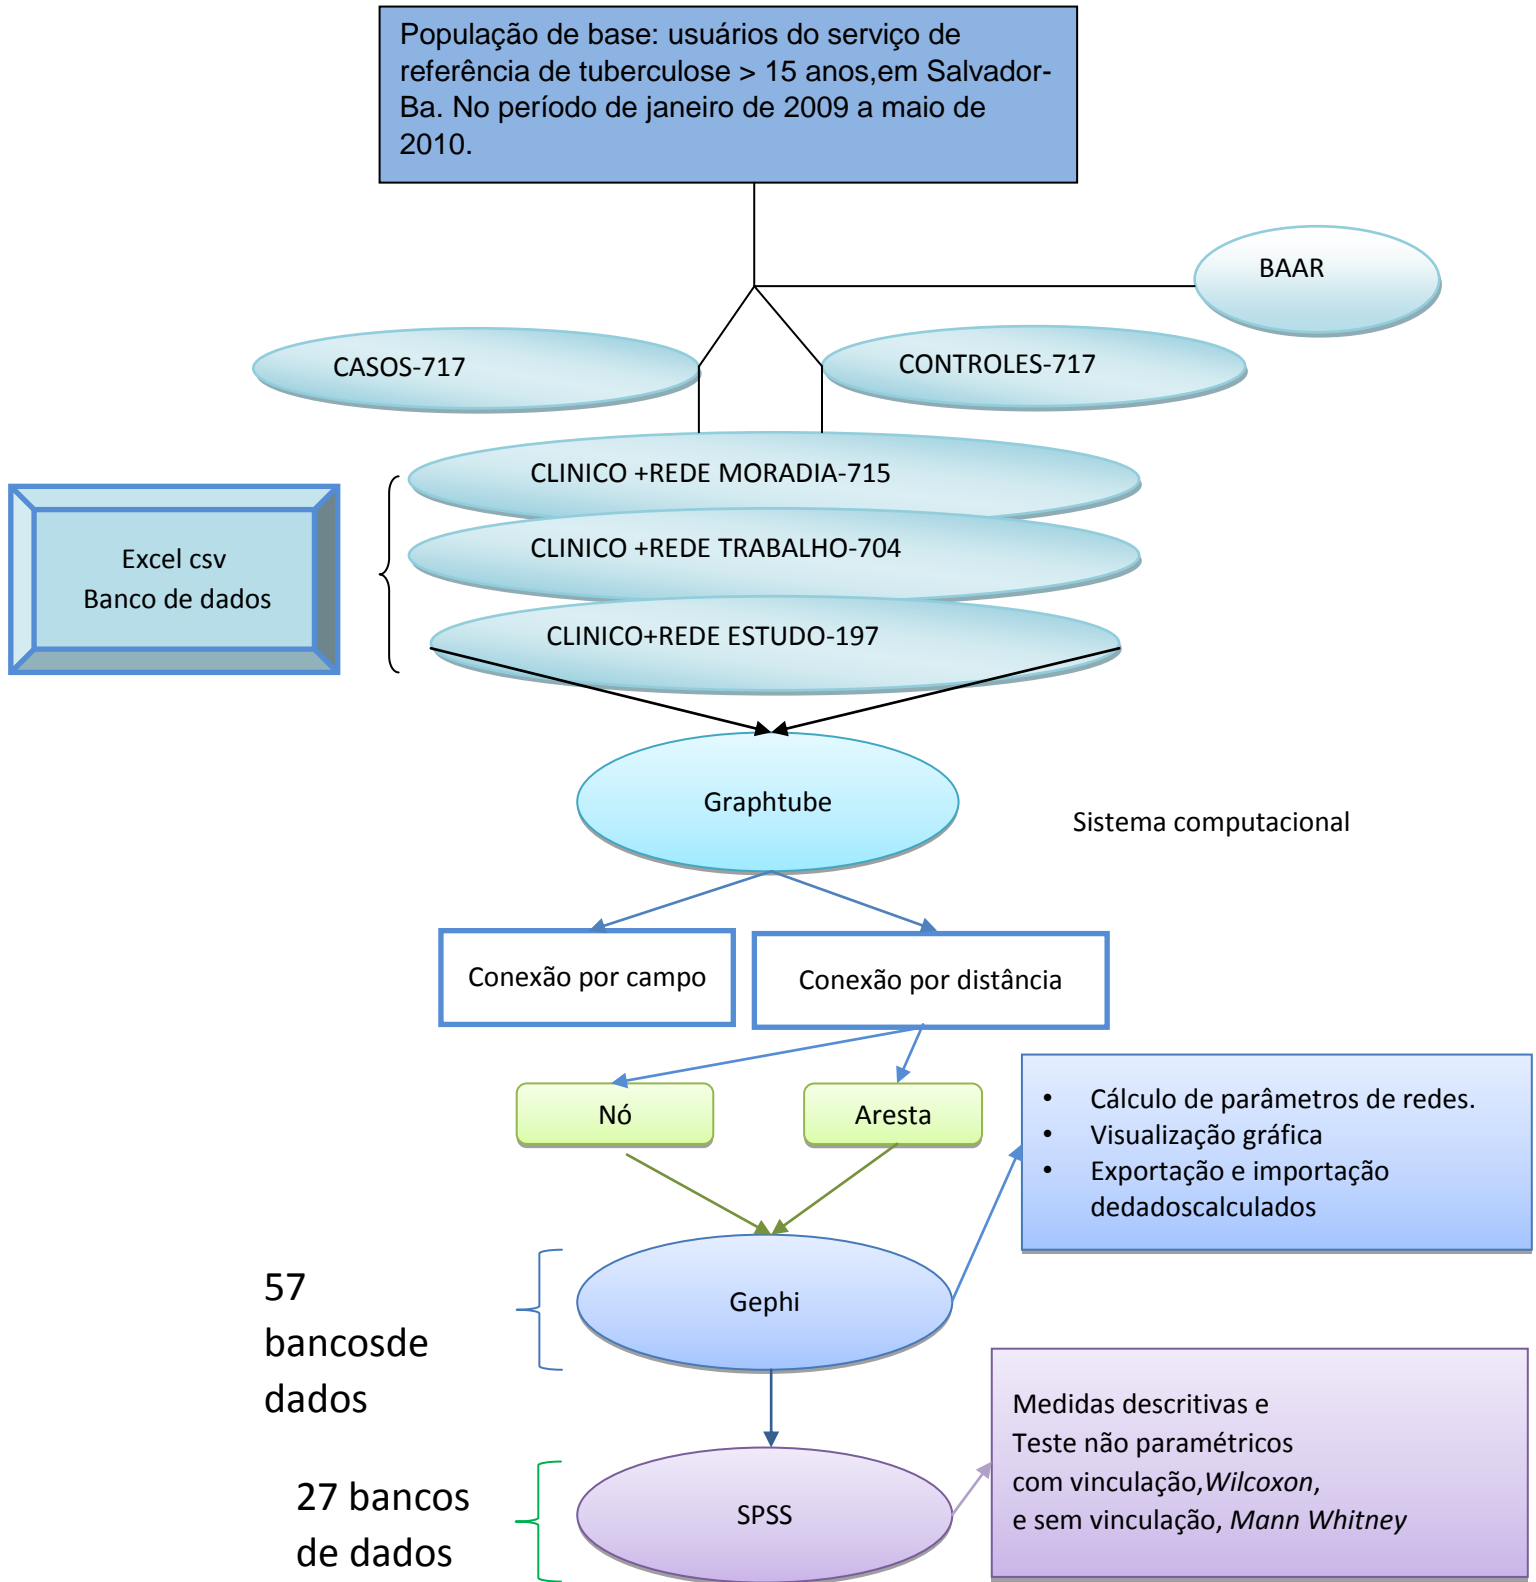 População de base: usuários do serviço de
referência de tuberculose > 15 anos,em Salvador-
Ba. No período de janeiro de 2009 a maio de
2010.
BAAR
CASOS-717
CONTROLES-717
CLINICO +REDE MORADIA-715
Excel csv
Banco de dados
CLINICO +REDE TRABALHO-704
CLINICO+REDE ESTUDO-197
Graphtube
Sistema computacional
Conexão por campo
Conexão por distância
Nó
Aresta
• Cálculo de parâmetros de redes.
• Visualização gráfica
• Exportação e importação
dedadoscalculados
57
bancosde
dados
Gephi
Medidas descritivas e
Teste não paramétricos
com vinculação,Wilcoxon,
e sem vinculação, Mann Whitney
27 bancos
de dados
SPSS